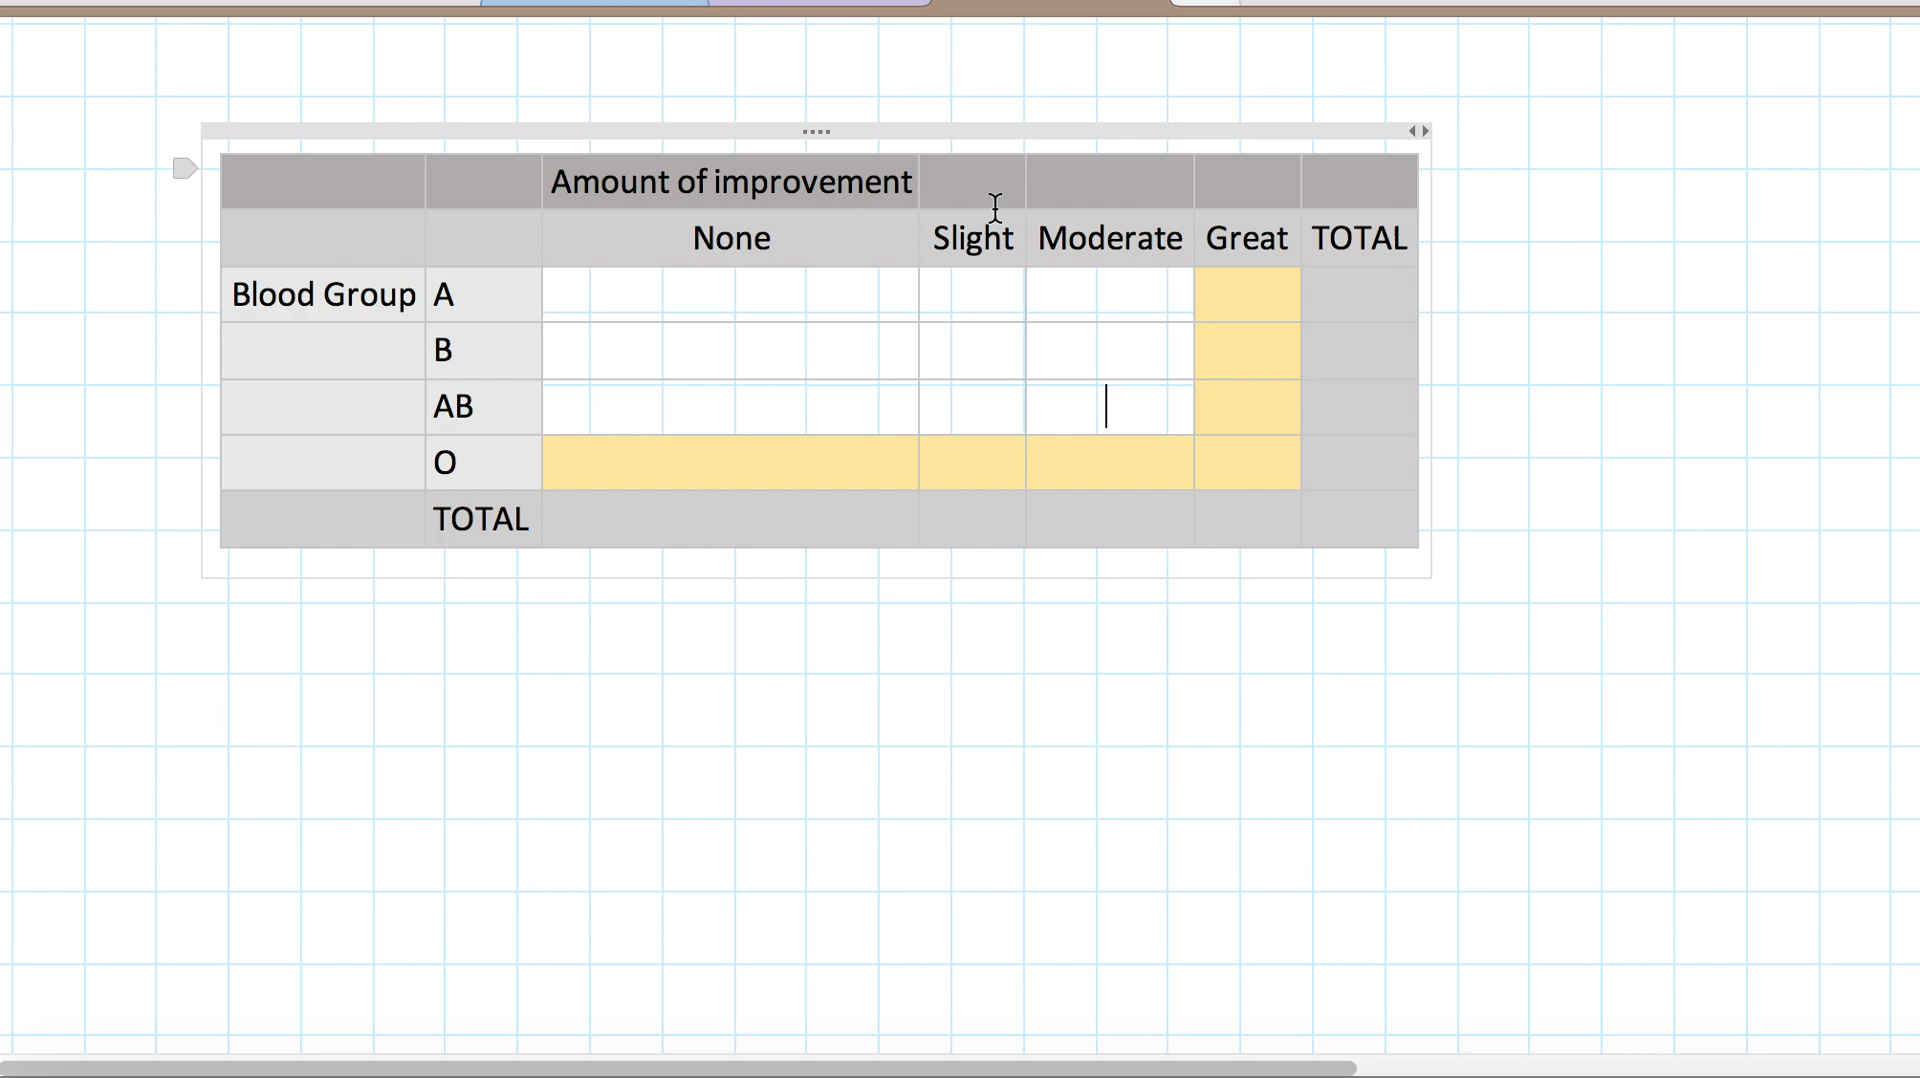 Amount of improvement
None Slight Moderate Great TOTAL
Blood Group A
B
AB
O
TOTAL